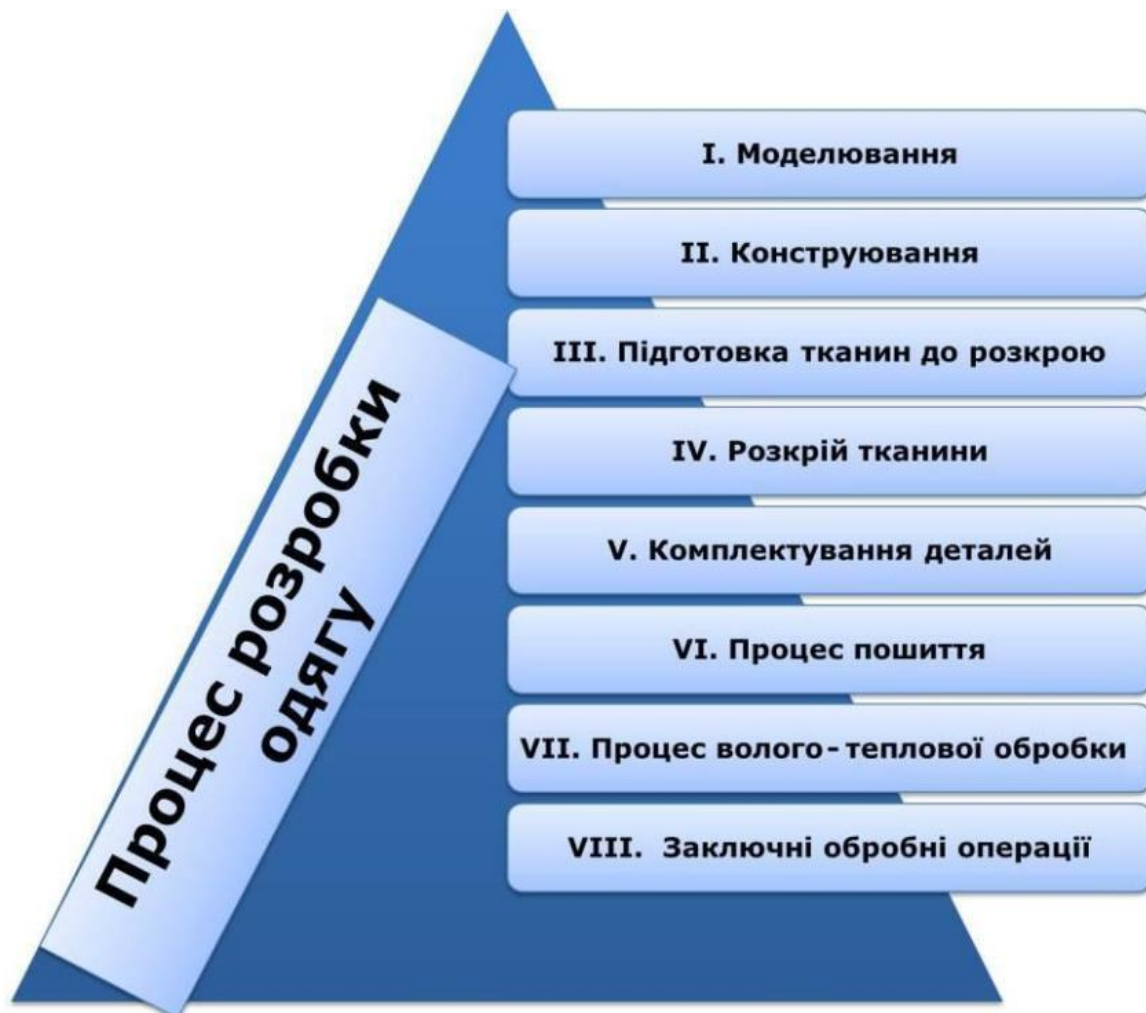 Процес розробки
одягу
I. Моделювання
II. Конструювання
III. Підготовка тканин до розкрою
IV. Розкрій тканини
V. Комплектування деталей
VI. Процес пошиття
VII. Процес волого-теплової обробки
VIII. Заключні обробні операції